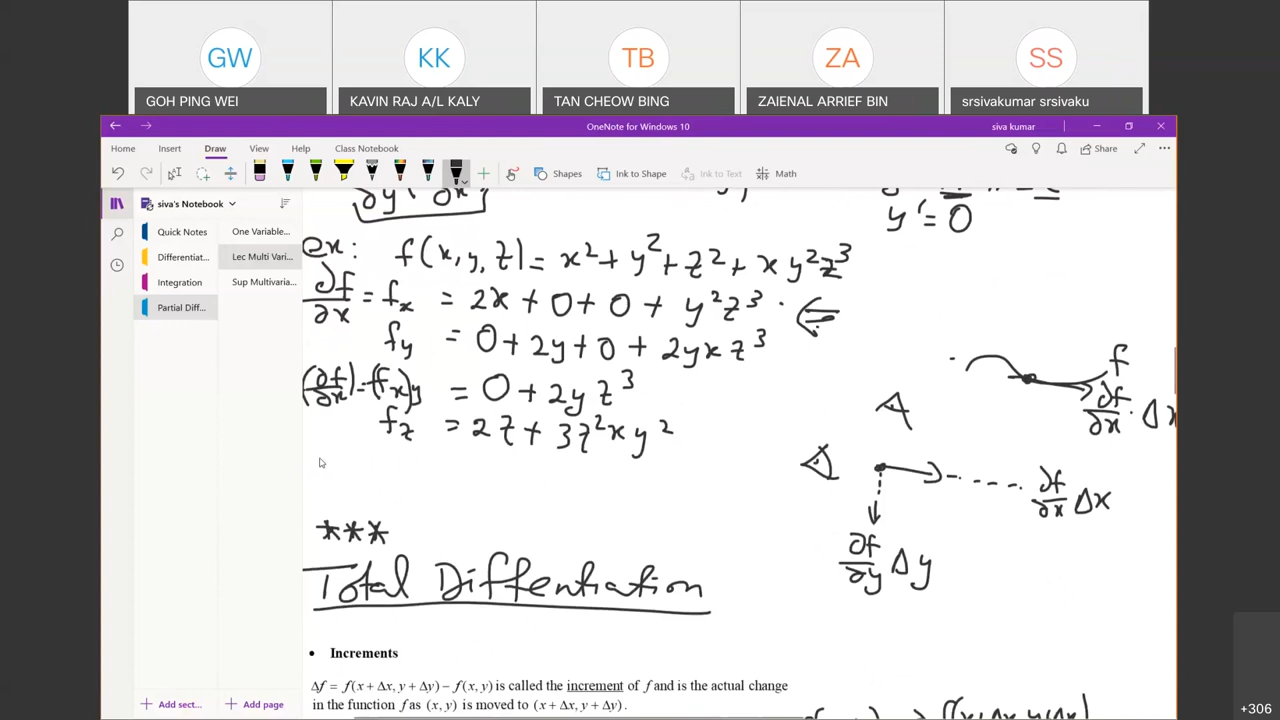 GW
KK
TB
ZA
SS
GOH PING WEI
KAVIN RAJ A/L KALY
TAN CHEOW BING
ZAIENAL ARRIEF BIN
srsivakumar srsivaku
OneNote for Windows 10
siva kumar
Home
Insert
Draw
View
Help
Class Notebook
Share
Shapes
Ink to Shape
Ink to Text
Math
siva's Notebook
Quick Notes
Differentiat...
Integration
Partial Diff...
One Variable...
Lec Multi Vari...
Sup Multivaria...
∂y ∂x
y' = 0
ex: f(x, y, z) = x² + y² + z² + xy²z³
∂f/∂x = fx = 2x + 0 + 0 + y²z³ ·
fy = 0 + 2y + 0 + 2yxz³
(∂f/∂x) = (fx)y = 0 + 2yz³
fz = 2z + 3z²xy²
f
∂f/∂x · Δx
∂f/∂x Δx
∂f/∂y Δy
***
Total Diffentiation
• Increments
Δf = f(x + Δx, y + Δy) − f(x, y) is called the increment of f and is the actual change
in the function f as (x, y) is moved to (x + Δx, y + Δy).
Add sect...
Add page
+306